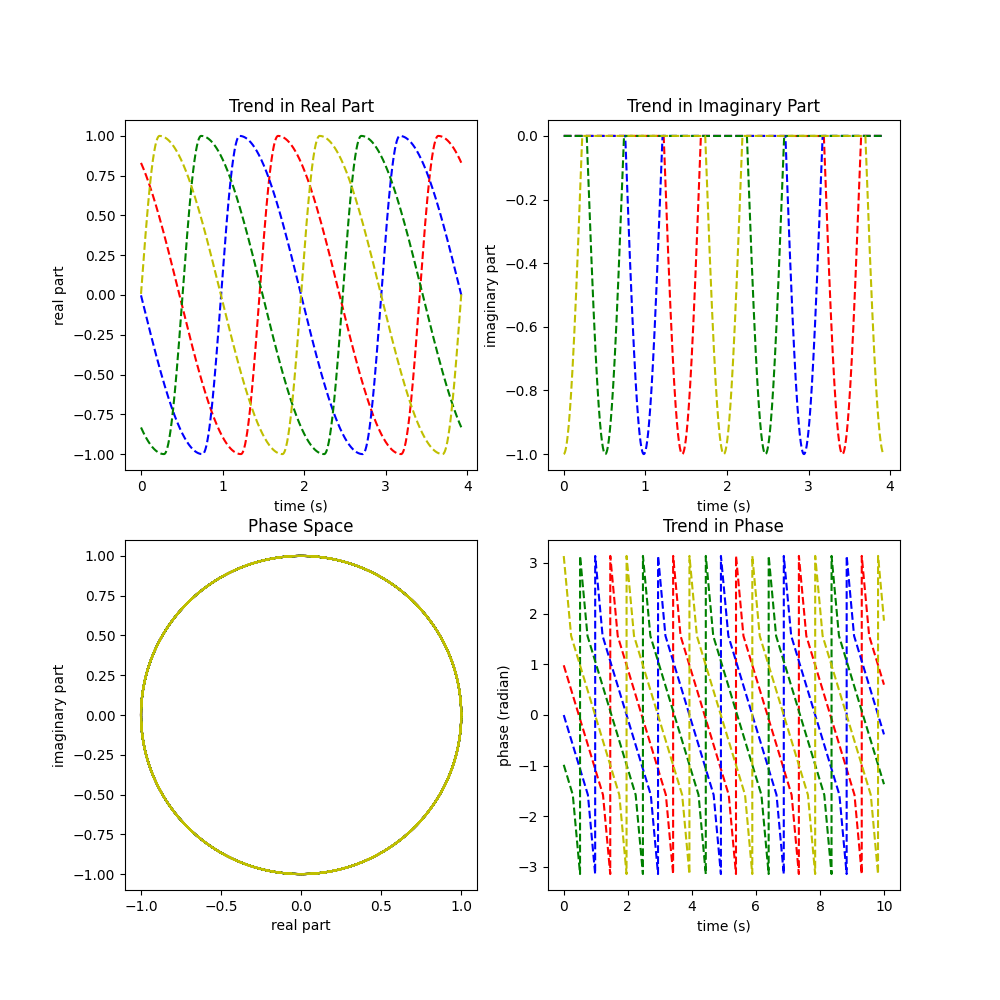 Trend in Real Part
1.00
0.75
0.50
0.25
0.00
−0.25
−0.50
−0.75
−1.00
real part
0 1 2 3 4
time (s)
Trend in Imaginary Part
0.0
−0.2
−0.4
−0.6
−0.8
−1.0
imaginary part
0 1 2 3 4
time (s)
Phase Space
1.00
0.75
0.50
0.25
0.00
−0.25
−0.50
−0.75
−1.00
imaginary part
−1.0 −0.5 0.0 0.5 1.0
real part
Trend in Phase
3
2
1
0
−1
−2
−3
phase (radian)
0 2 4 6 8 10
time (s)